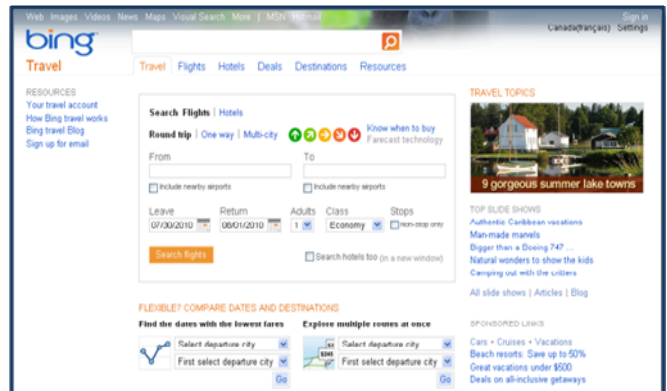 Web Images Videos News Maps Visual Search More | MSN Hotmail
Sign in
Canada(français) Settings
bing
Travel
Travel Flights Hotels Deals Destinations Resources
RESOURCES
Your travel account
How Bing travel works
Bing travel Blog
Sign up for email
Search Flights | Hotels
Round trip | One way | Multi-city
Know when to buy
Farecast technology
From To
Include nearby airports Include nearby airports
Leave Return Adults Class Stops
07/30/2010 08/01/2010 1 Economy non-stop only
Search flights
Search hotels too (in a new window)
FLEXIBLE? COMPARE DATES AND DESTINATIONS
Find the dates with the lowest fares
Select departure city
First select departure city
Go
Explore multiple routes at once
$245
Select departure city
First select departure city
Go
TRAVEL TOPICS
9 gorgeous summer lake towns
TOP SLIDE SHOWS
Authentic Caribbean vacations
Man-made marvels
Bigger than a Boeing 747 ...
Natural wonders to show the kids
Camping out with the critters
All slide shows | Articles | Blog
SPONSORED LINKS
Cars • Cruises • Vacations
Beach resorts: Save up to 50%
Great vacations under $500
Deals on all-inclusive getaways